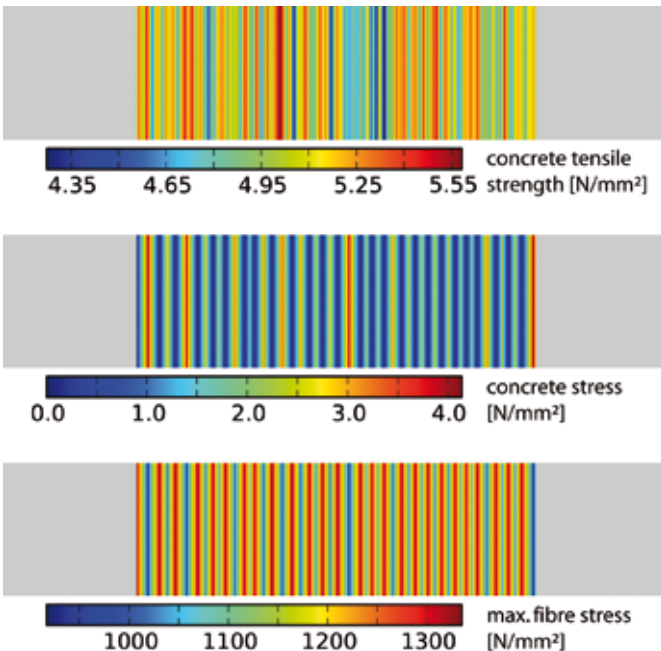 4.35 4.65 4.95 5.25 5.55
concrete tensile
strength [N/mm²]
0.0 1.0 2.0 3.0 4.0
concrete stress
[N/mm²]
1000 1100 1200 1300
max. fibre stress
[N/mm²]